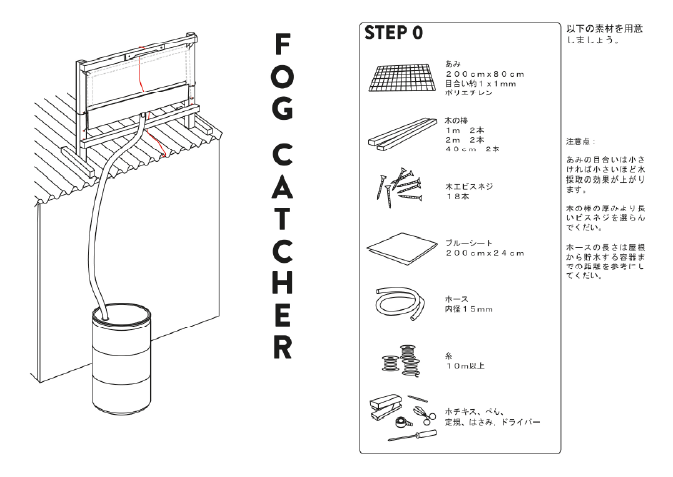 FOG CATCHER
STEP 0
以下の素材を用意
しましょう。
あみ
200cmx80cm
目合い約1x1mm
ポリエチレン
木の棒
1m 2本
2m 2本
40cm 2本
木工ビスネジ
18本
ブルーシート
200cmx24cm
ホース
内径15mm
糸
10m以上
ホチキス、ぺん、
定規、はさみ、ドライバー
注意点：
あみの目合いは小さ
ければ小さいほど水
採取の効果が上がり
ます。
木の棒の厚みより長
いビスネジを選らん
でください。
ホースの長さは屋根
から貯水する容器ま
での距離を参考にし
てください。